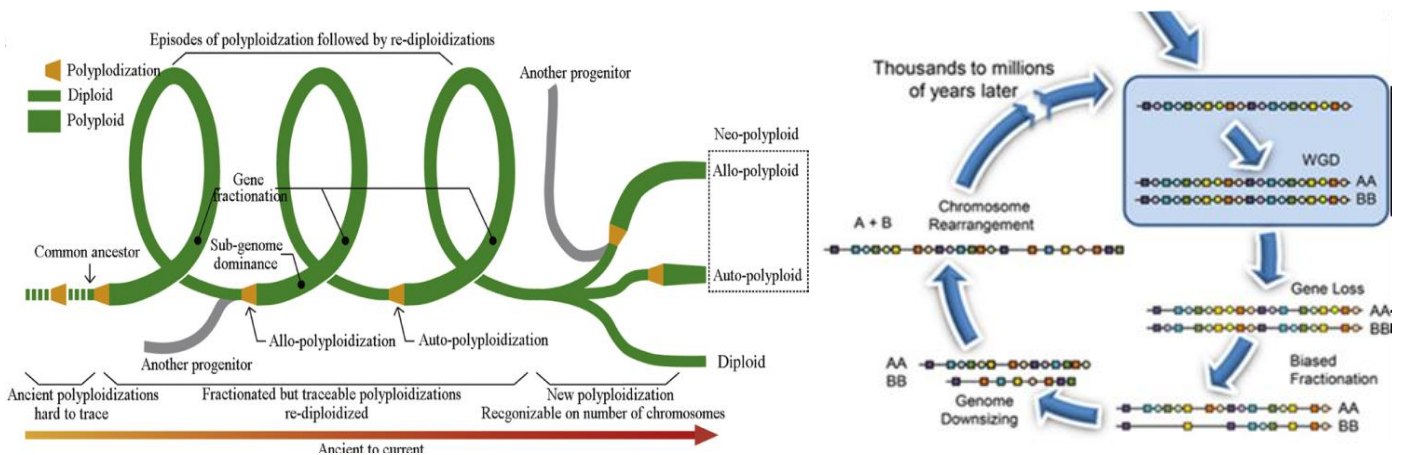 Episodes of polyploidzation followed by re-diploidizations
Polyplodization
Diploid
Polyploid
Another progenitor
Neo-polyploid
Allo-polyploid
Gene
fractionation
Common ancestor
Sub-genome
dominance
Auto-polyploid
Allo-polyploidization
Auto-polyploidization
Another progenitor
Diploid
Ancient polyploidizations
hard to trace
Fractionated but traceable polyploidizations
re-diploidized
New polyploidization
Recgonizable on number of chromosomes
Ancient to current
Thousands to millions
of years later
WGD
AA
BB
Chromosome
Rearrangement
A + B
Gene Loss
AA
BB
Biased
Fractionation
AA
BB
Genome
Downsizing
AA
BB